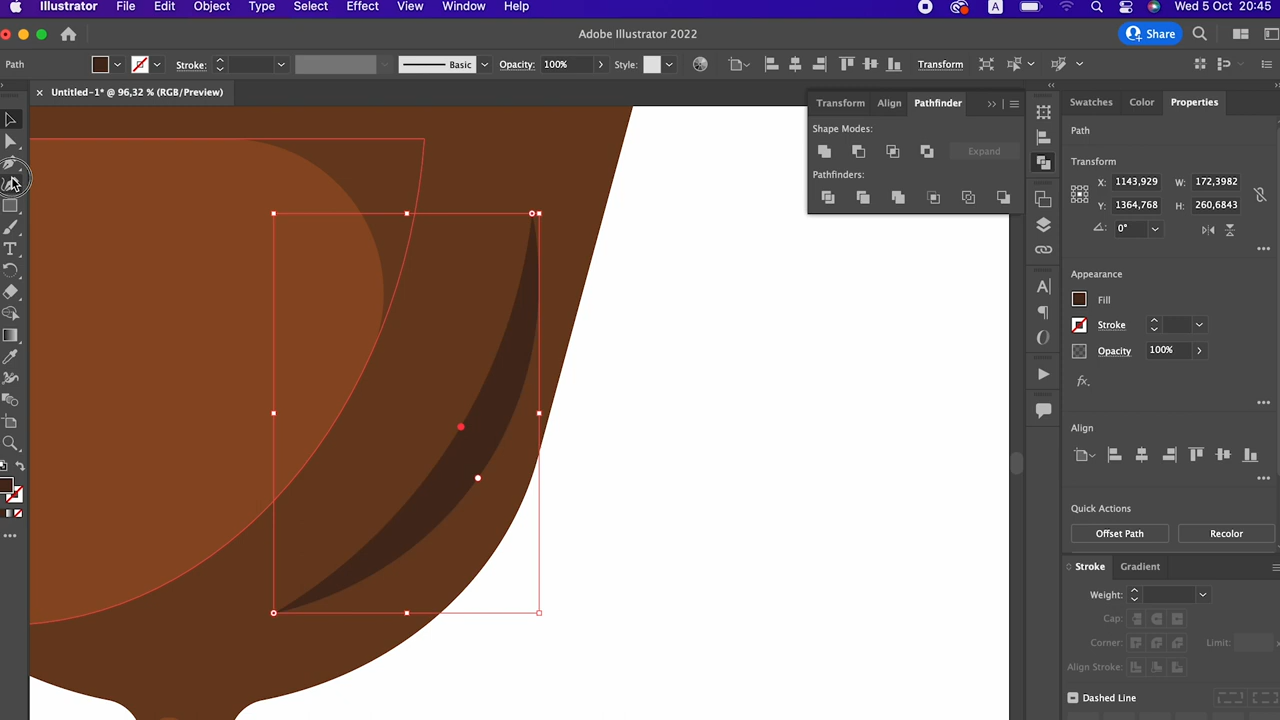 Illustrator File Edit Object Type Select Effect View Window Help A Wed 5 Oct 20:45
Adobe Illustrator 2022 Share
Path Stroke: Basic Opacity: 100% Style: Transform
× Untitled-1* @ 96,32 % (RGB/Preview)
Transform Align Pathfinder
Shape Modes:
Expand
Pathfinders:
Swatches Color Properties
Path
Transform
X: 1143,929 W: 172,3982
Y: 1364,768 H: 260,6843
0°
Appearance
Fill
Stroke
Opacity 100%
fx.
Align
Quick Actions
Offset Path Recolor
Stroke Gradient
Weight:
Cap:
Corner: Limit:
Align Stroke:
Dashed Line